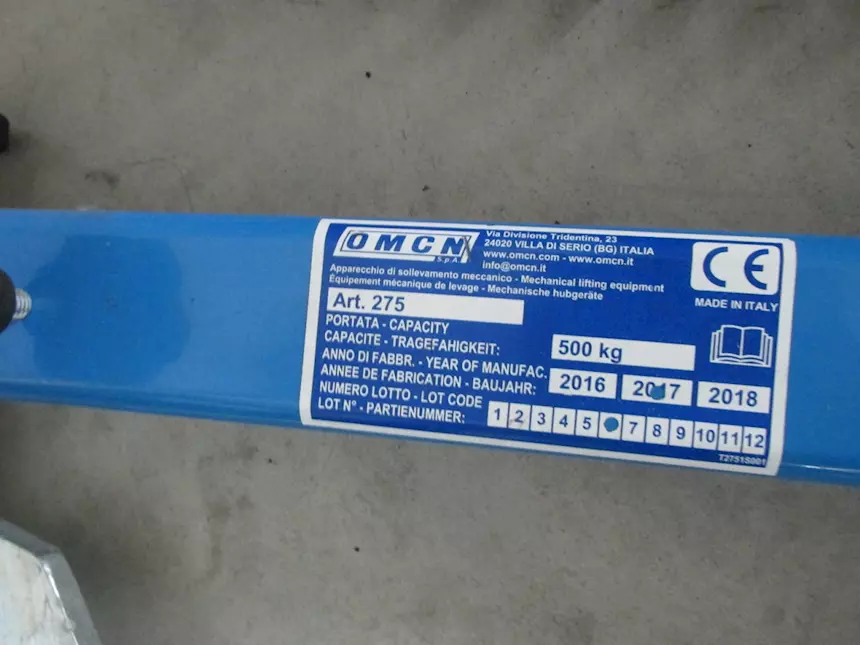 OMCN
S.p.A.
Via Divisione Tridentina, 23
24020 VILLA DI SERIO (BG) ITALIA
www.omcn.com - www.omcn.it
info@omcn.it
CE
MADE IN ITALY
Apparecchio di sollevamento meccanico - Mechanical lifting equipment
Équipement mécanique de levage - Mechanische hubgeräte
Art. 275
PORTATA - CAPACITY
CAPACITE - TRAGEFAHIGKEIT: 500 kg
ANNO DI FABBR. - YEAR OF MANUFAC.
ANNEE DE FABRICATION - BAUJAHR: 2016 2017 2018
NUMERO LOTTO - LOT CODE
LOT N° - PARTIENUMMER: 1 2 3 4 5 7 8 9 10 11 12
T2751S001